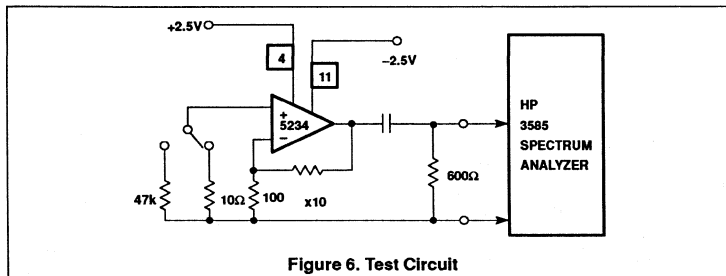 +2.5V
4
11
−2.5V
+
5234
−
HP
3585
SPECTRUM
ANALYZER
47k
10Ω
100
x10
600Ω
Figure 6. Test Circuit